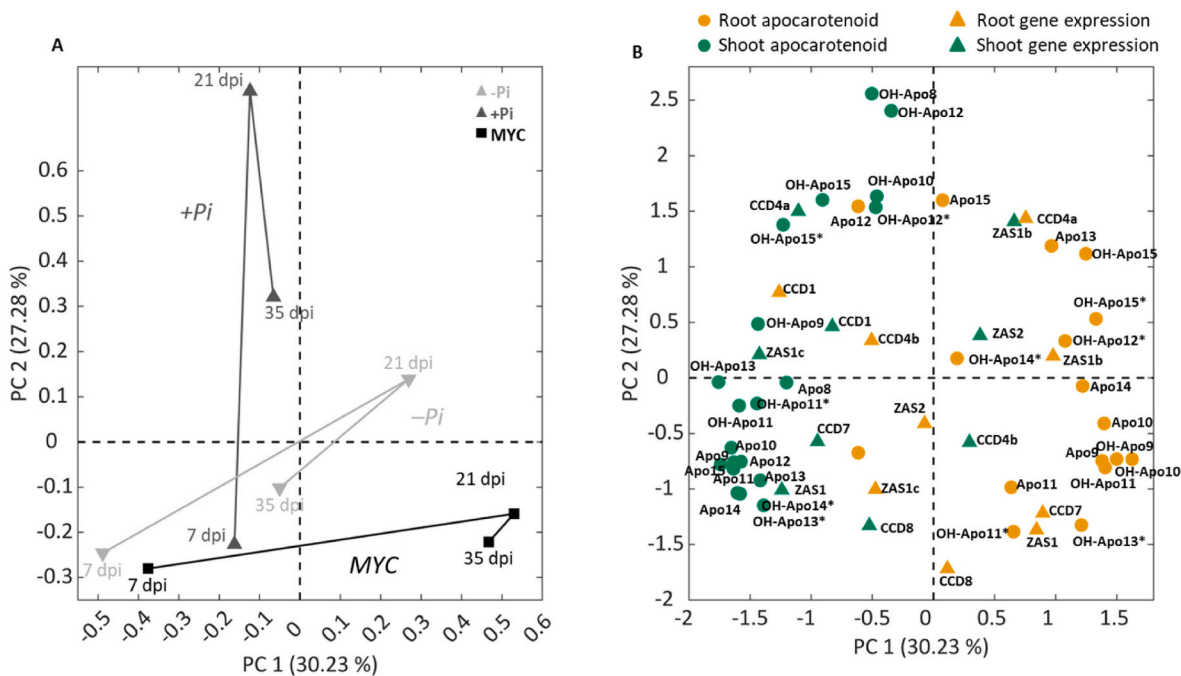 Root apocarotenoid
Root gene expression
Shoot apocarotenoid
Shoot gene expression
A
21 dpi
-Pi
+Pi
MYC
+Pi
35 dpi
21 dpi
–Pi
35 dpi
7 dpi
7 dpi
21 dpi
35 dpi
7 dpi
MYC
0.6
0.5
0.4
0.3
0.2
0.1
0
-0.1
-0.2
-0.3
PC 2 (27.28 %)
-0.5
-0.4
-0.3
-0.2
-0.1
0
0.1
0.2
0.3
0.4
0.5
0.6
PC 1 (30.23 %)
B
OH-Apo8
OH-Apo12
OH-Apo15
OH-Apo10
CCD4a
Apo12
OH-Apo12*
OH-Apo15*
Apo15
CCD4a
ZAS1b
Apo13
OH-Apo15
CCD1
OH-Apo15*
OH-Apo9
CCD1
CCD4b
ZAS2
OH-Apo12*
ZAS1c
OH-Apo14*
ZAS1b
OH-Apo13
Apo8
Apo14
OH-Apo11*
OH-Apo11
ZAS2
CCD7
CCD4b
Apo10
OH-Apo9
Apo10
Apo9
Apo12
Apo9
OH-Apo10
Apo15
Apo11
Apo13
OH-Apo11
Apo11
Apo14
ZAS1
OH-Apo14*
OH-Apo13*
ZAS1c
CCD8
CCD7
OH-Apo11*
ZAS1
OH-Apo13*
CCD8
2.5
2
1.5
1
0.5
0
-0.5
-1
-1.5
-2
PC 2 (27.28 %)
-2
-1.5
-1
-0.5
0
0.5
1
1.5
PC 1 (30.23 %)